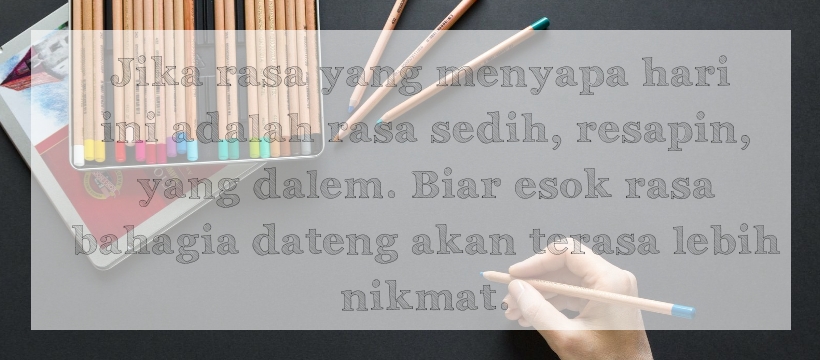 Jika rasa yang menyapa hari
ini adalah rasa sedih, resapin,
yang dalem. Biar esok rasa
bahagia dateng akan terasa lebih
nikmat.